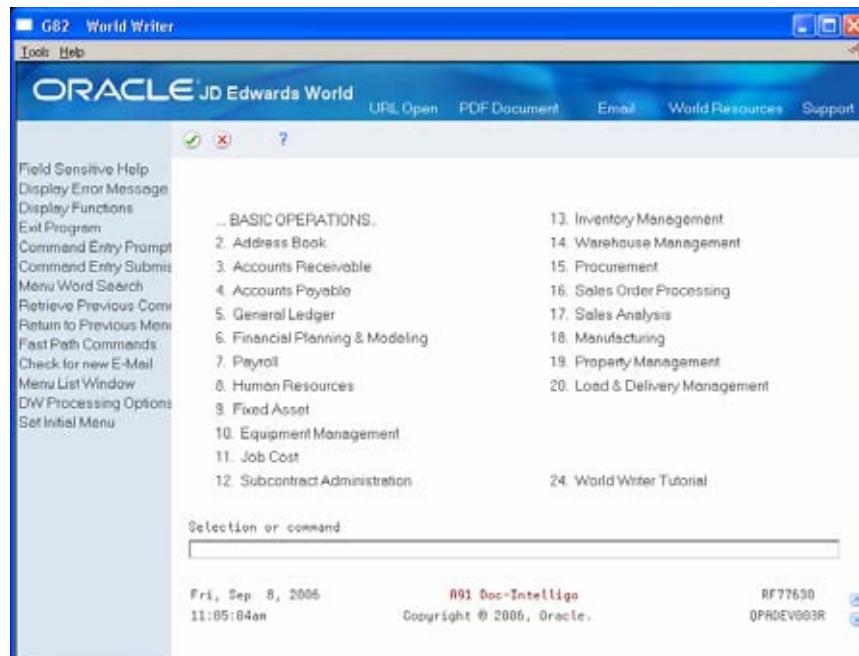 G82 World Writer
Tools Help
ORACLE JD Edwards World
URL Open PDF Document Email World Resources Support
?
Field Sensitive Help
Display Error Message
Display Functions
Exit Program
Command Entry Prompt
Command Entry Submis
Menu Word Search
Retrieve Previous Com
Return to Previous Men
Fast Path Commands
Check for new E-Mail
Menu List Window
DW Processing Options
Set Initial Menu
... BASIC OPERATIONS..
2. Address Book
3. Accounts Receivable
4. Accounts Payable
5. General Ledger
6. Financial Planning & Modeling
7. Payroll
8. Human Resources
9. Fixed Asset
10. Equipment Management
11. Job Cost
12. Subcontract Administration
13. Inventory Management
14. Warehouse Management
15. Procurement
16. Sales Order Processing
17. Sales Analysis
18. Manufacturing
19. Property Management
20. Load & Delivery Management
24. World Writer Tutorial
Selection or command
Fri, Sep 8, 2006 A91 Doc-Intelligo RF77630
11:05:04am Copyright © 2006, Oracle. QPADEV003R